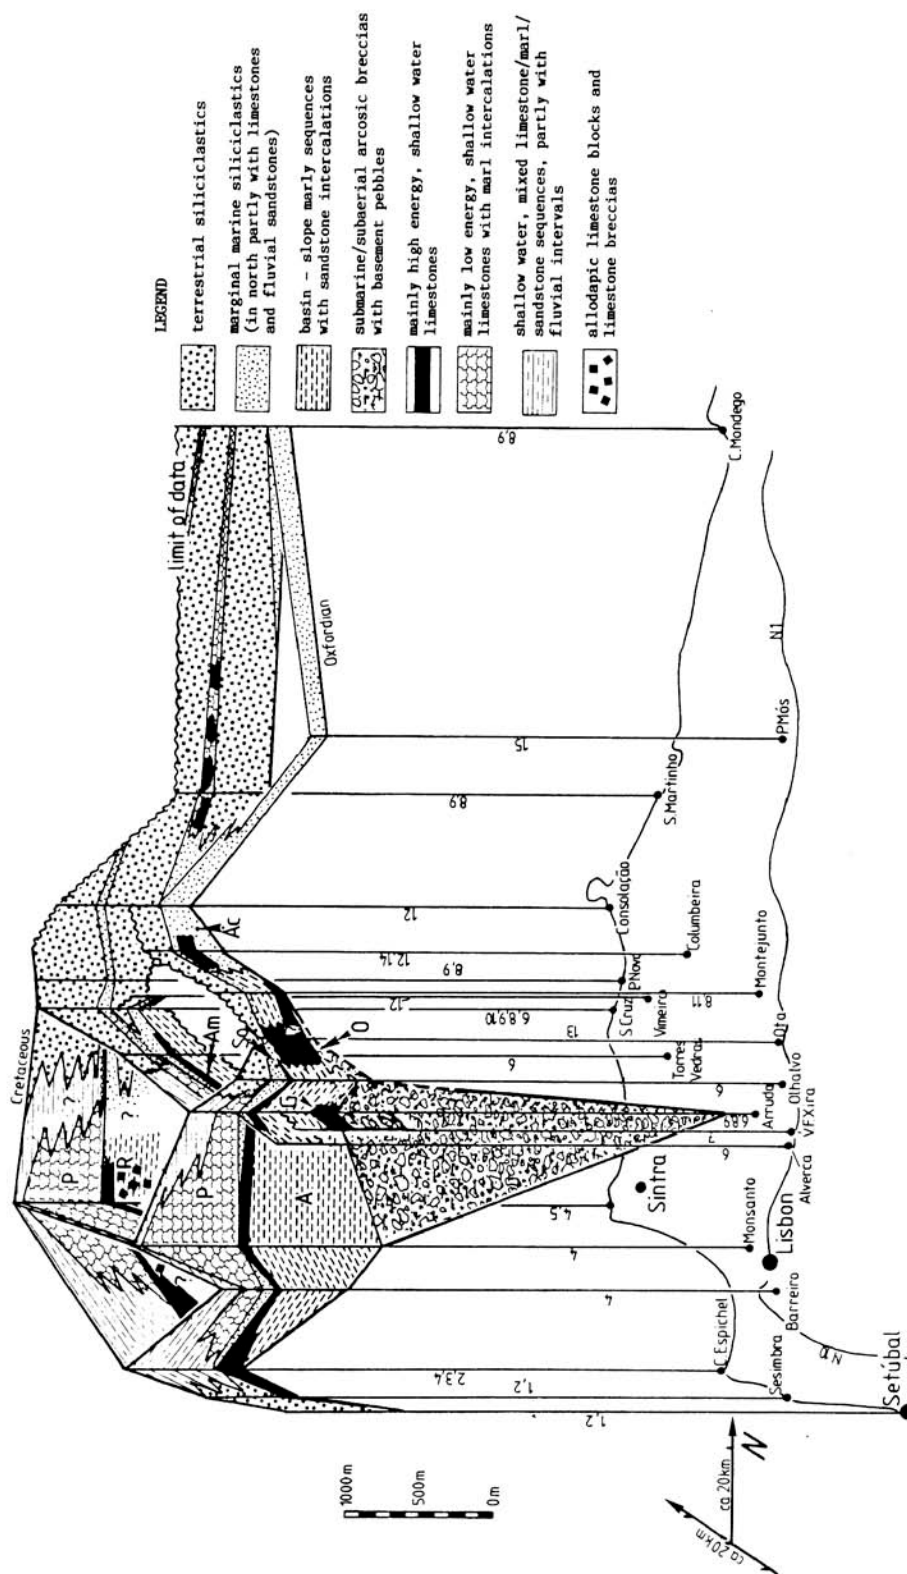 LEGEND
terrestrial siliciclastics
marginal marine siliciclastics
(in north partly with limestones
and fluvial sandstones)
basin - slope marly sequences
with sandstone intercalations
submarine/subaerial arcosic breccias
with basement pebbles
mainly high energy, shallow water
limestones
mainly low energy, shallow water
limestones with marl intercalations
shallow water, mixed limestone/marl/
sandstone sequences, partly with
fluvial intervals
allodapic limestone blocks and
limestone breccias
Cretaceous
limit of data
Oxfordian
P
?
?
R
?
P
A
Am
So
G
O
Ac
1000m
500m
0m
1,2
1,2
2,3,4
4
4
4,5
6
7
6,8,9
6
6
13
6,8,9,10
12
8,11
8,9
12,14
12
8,9
15
8,9
C. Mondego
N1
P.Mós
S. Martinho
Consolação
Columbeira
P. Nova
Montejunto
S. Cruz
Vimeiro
Ota
Torres
Vedras
Othalvo
Arruda
V.F.Xira
Alverca
Sintra
Monsanto
Lisbon
Barreiro
C. Espichel
N 10
Sesimbra
Setúbal
N
ca 20km
ca 20km